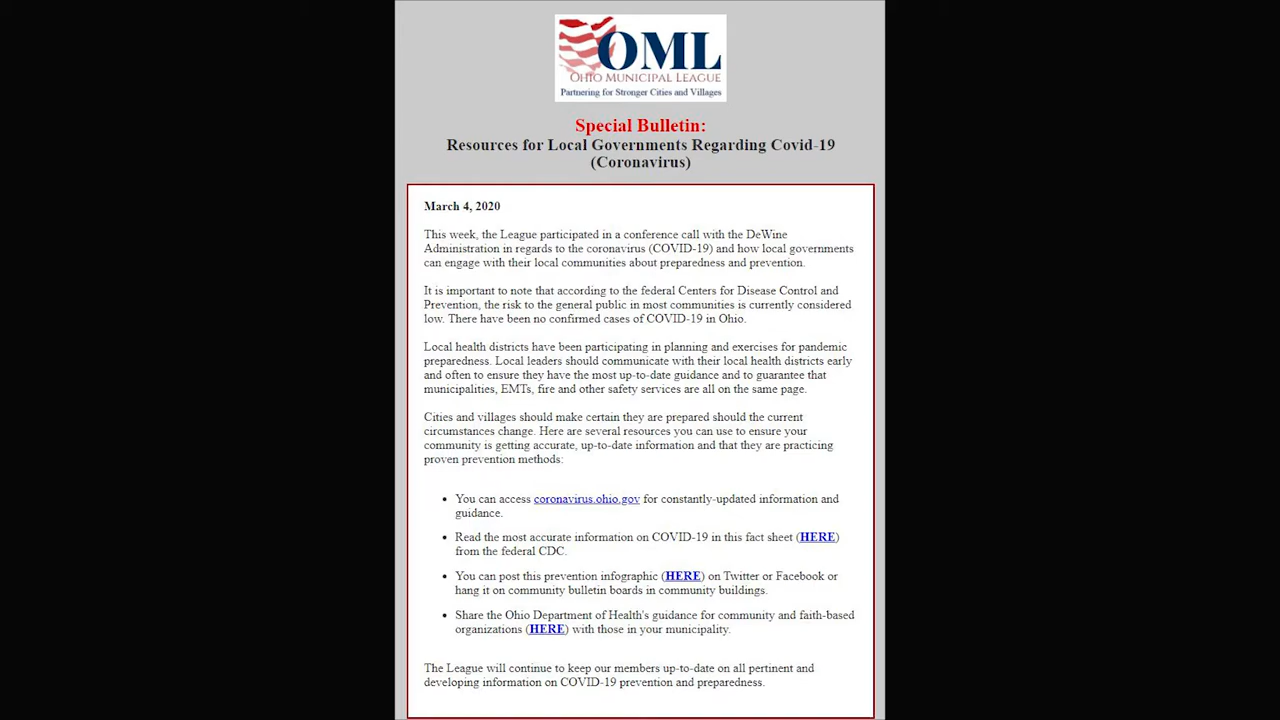 OML
OHIO MUNICIPAL LEAGUE
Partnering for Stronger Cities and Villages
Special Bulletin:
Resources for Local Governments Regarding Covid-19
(Coronavirus)
March 4, 2020
This week, the League participated in a conference call with the DeWine
Administration in regards to the coronavirus (COVID-19) and how local governments
can engage with their local communities about preparedness and prevention.
It is important to note that according to the federal Centers for Disease Control and
Prevention, the risk to the general public in most communities is currently considered
low. There have been no confirmed cases of COVID-19 in Ohio.
Local health districts have been participating in planning and exercises for pandemic
preparedness. Local leaders should communicate with their local health districts early
and often to ensure they have the most up-to-date guidance and to guarantee that
municipalities, EMTs, fire and other safety services are all on the same page.
Cities and villages should make certain they are prepared should the current
circumstances change. Here are several resources you can use to ensure your
community is getting accurate, up-to-date information and that they are practicing
proven prevention methods:
• You can access coronavirus.ohio.gov for constantly-updated information and
guidance.
• Read the most accurate information on COVID-19 in this fact sheet (HERE)
from the federal CDC.
• You can post this prevention infographic (HERE) on Twitter or Facebook or
hang it on community bulletin boards in community buildings.
• Share the Ohio Department of Health's guidance for community and faith-based
organizations (HERE) with those in your municipality.
The League will continue to keep our members up-to-date on all pertinent and
developing information on COVID-19 prevention and preparedness.